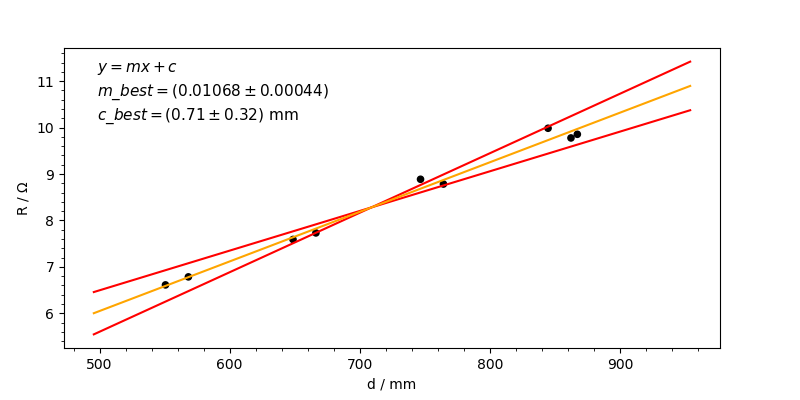 y = mx + c
m_best = (0.01068 ± 0.00044)
c_best = (0.71 ± 0.32) mm
11
10
9
8
7
6
R / Ω
500 600 700 800 900
d / mm